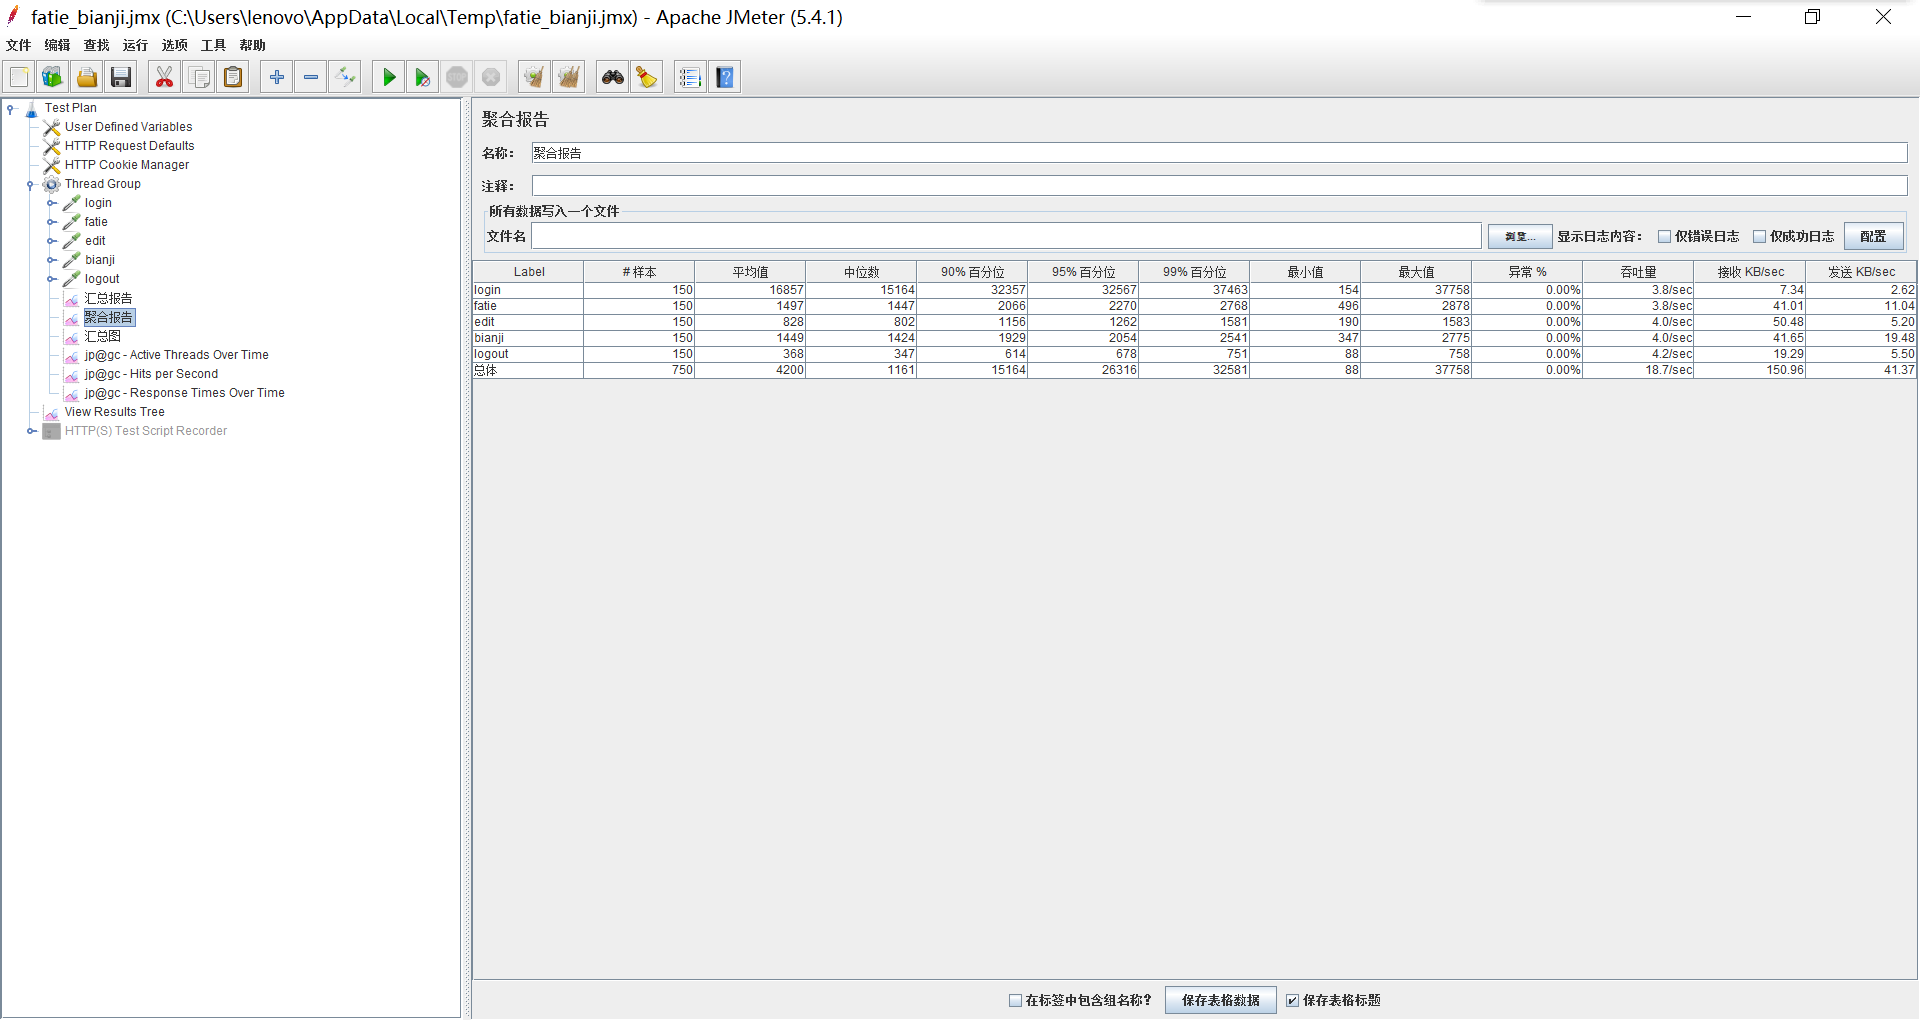 fatie_bianji.jmx (C:\Users\lenovo\AppData\Local\Temp\fatie_bianji.jmx) - Apache JMeter (5.4.1)
文件 编辑 查找 运行 选项 工具 帮助
Test Plan
User Defined Variables
HTTP Request Defaults
HTTP Cookie Manager
Thread Group
login
fatie
edit
bianji
logout
汇总报告
聚合报告
汇总图
jp@gc - Active Threads Over Time
jp@gc - Hits per Second
jp@gc - Response Times Over Time
View Results Tree
HTTP(S) Test Script Recorder
聚合报告
名称： 聚合报告
注释：
所有数据写入一个文件
文件名 浏览... 显示日志内容： 仅错误日志 仅成功日志 配置
Label # 样本 平均值 中位数 90% 百分位 95% 百分位 99% 百分位 最小值 最大值 异常 % 吞吐量 接收 KB/sec 发送 KB/sec
login 150 16857 15164 32357 32567 37463 154 37758 0.00% 3.8/sec 7.34 2.62
fatie 150 1497 1447 2066 2270 2768 496 2878 0.00% 3.8/sec 41.01 11.04
edit 150 828 802 1156 1262 1581 190 1583 0.00% 4.0/sec 50.48 5.20
bianji 150 1449 1424 1929 2054 2541 347 2775 0.00% 4.0/sec 41.65 19.48
logout 150 368 347 614 678 751 88 758 0.00% 4.2/sec 19.29 5.50
总体 750 4200 1161 15164 26316 32581 88 37758 0.00% 18.7/sec 150.96 41.37
在标签中包含组名称？ 保存表格数据 保存表格标题